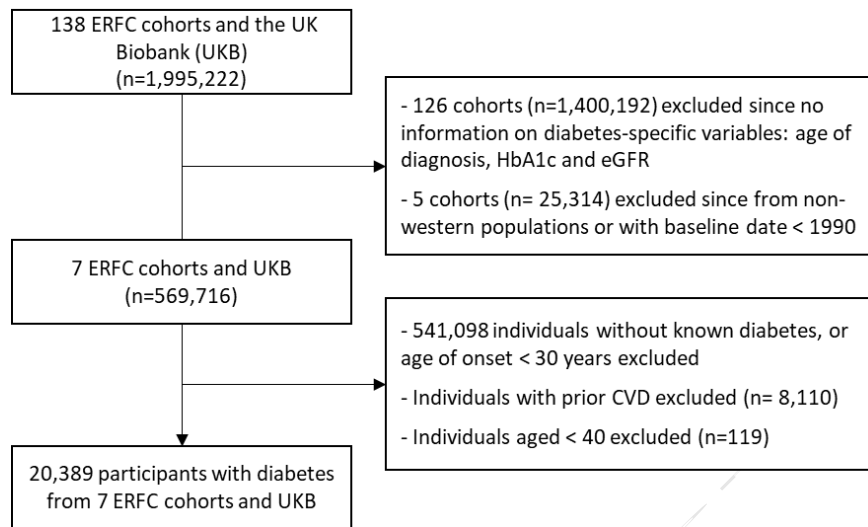 138 ERFC cohorts and the UK
Biobank (UKB)
(n=1,995,222)
- 126 cohorts (n=1,400,192) excluded since no
information on diabetes-specific variables: age of
diagnosis, HbA1c and eGFR
- 5 cohorts (n= 25,314) excluded since from non-
western populations or with baseline date < 1990
7 ERFC cohorts and UKB
(n=569,716)
- 541,098 individuals without known diabetes, or
age of onset < 30 years excluded
- Individuals with prior CVD excluded (n= 8,110)
- Individuals aged < 40 excluded (n=119)
20,389 participants with diabetes
from 7 ERFC cohorts and UKB